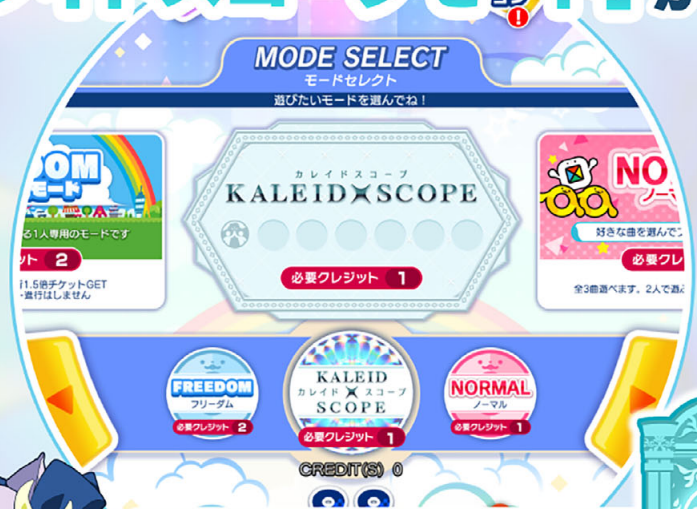 MODE SELECT
モードセレクト
遊びたいモードを選んでね!
OM
モード
る1人専用のモードです
ット 2
1.5倍チケットGET
進行はしません
カレイドスコープ
KALEID SCOPE
必要クレジット 1
NO
ノーマ
好きな曲を選んで
必要クレ
全3曲遊べます。2人で遊
FREEDOM
フリーダム
必要クレジット 2
KALEID
カレイド スコープ
SCOPE
必要クレジット 1
NORMAL
ノーマル
必要クレジット 1
CREDIT(S) 0